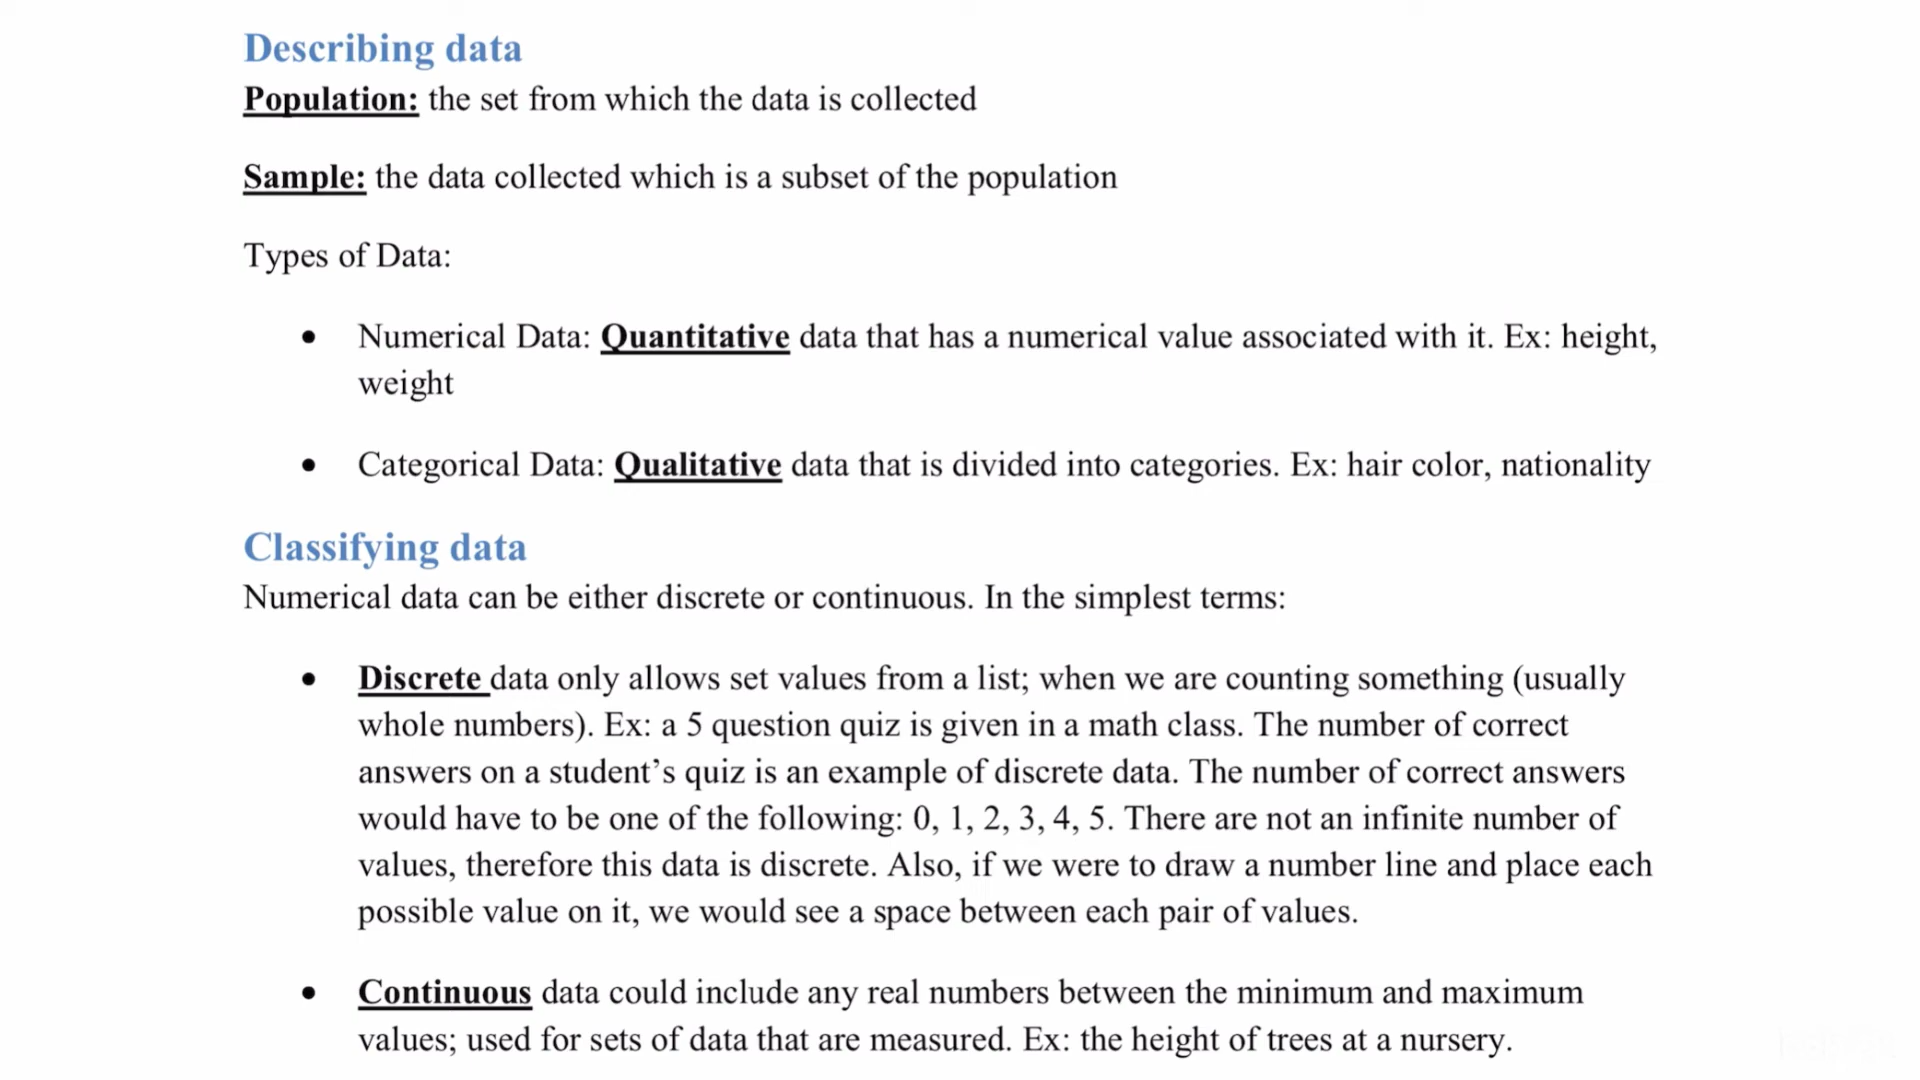 Describing data
Population: the set from which the data is collected
Sample: the data collected which is a subset of the population
Types of Data:
• Numerical Data: Quantitative data that has a numerical value associated with it. Ex: height,
weight
• Categorical Data: Qualitative data that is divided into categories. Ex: hair color, nationality
Classifying data
Numerical data can be either discrete or continuous. In the simplest terms:
• Discrete data only allows set values from a list; when we are counting something (usually
whole numbers). Ex: a 5 question quiz is given in a math class. The number of correct
answers on a student’s quiz is an example of discrete data. The number of correct answers
would have to be one of the following: 0, 1, 2, 3, 4, 5. There are not an infinite number of
values, therefore this data is discrete. Also, if we were to draw a number line and place each
possible value on it, we would see a space between each pair of values.
• Continuous data could include any real numbers between the minimum and maximum
values; used for sets of data that are measured. Ex: the height of trees at a nursery.